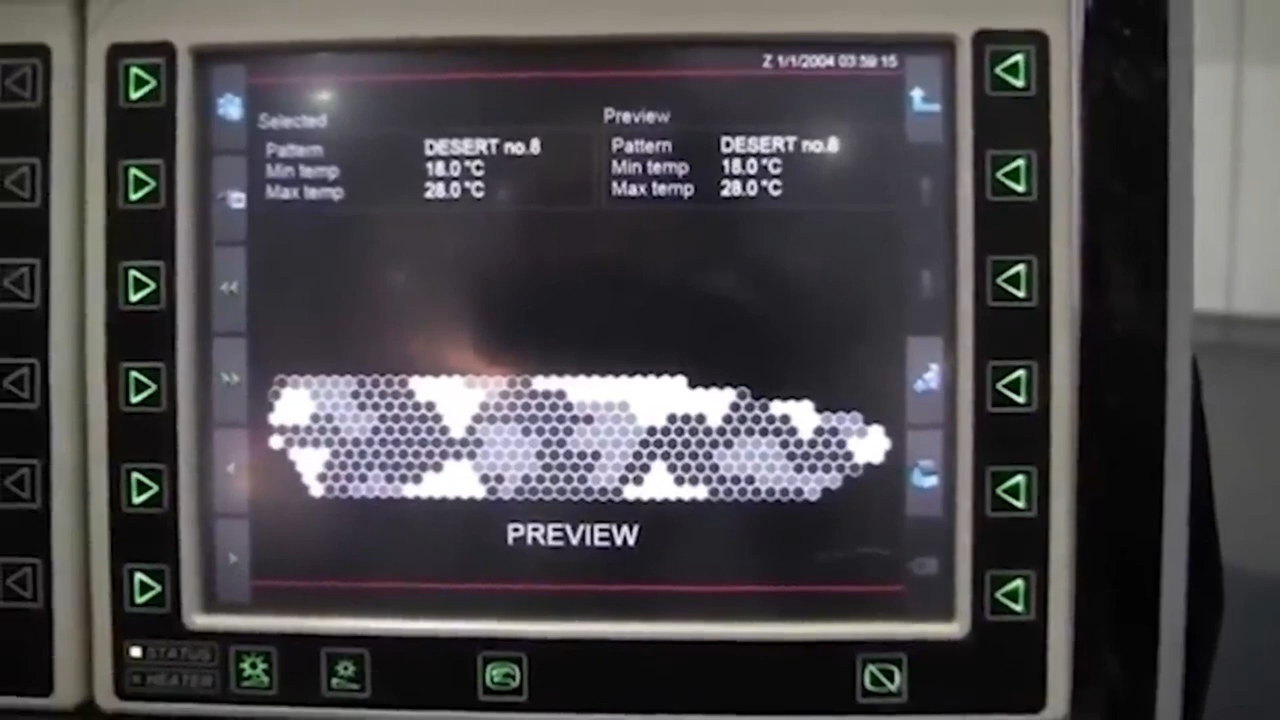 Z 1/1/2004 03:59:15
Selected
Pattern DESERT no.8
Min temp 18.0 °C
Max temp 28.0 °C
Preview
Pattern DESERT no.8
Min temp 18.0 °C
Max temp 28.0 °C
PREVIEW
STATUS
HEATER